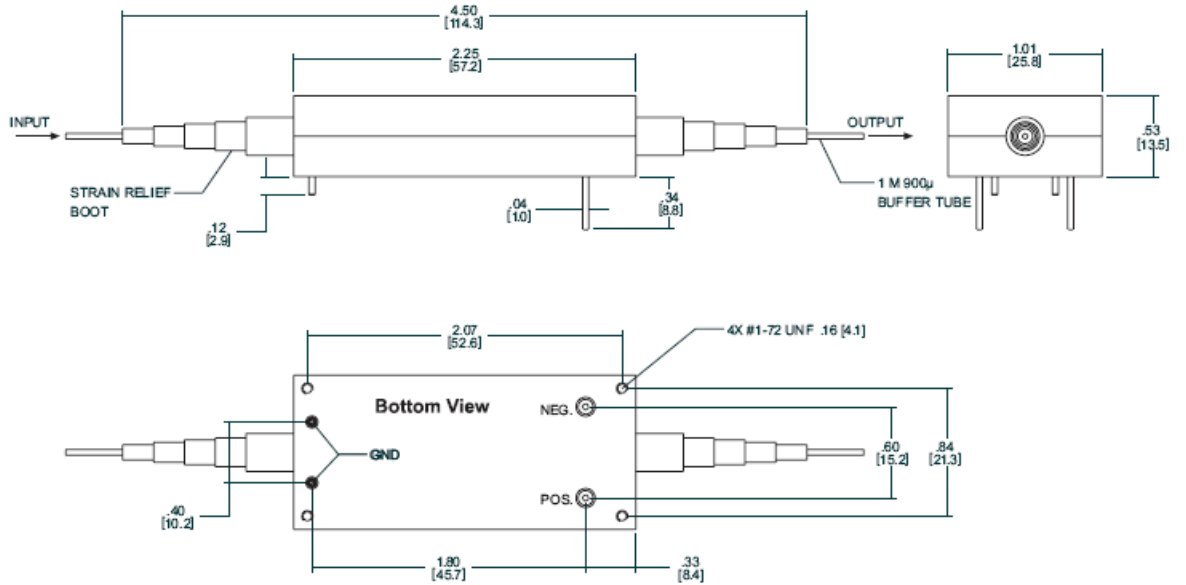 4.50
[114.3]
2.25
[57.2]
1.01
[25.8]
INPUT
OUTPUT
.53
[13.5]
STRAIN RELIEF
BOOT
1 M 900µ
BUFFER TUBE
.12
[2.9]
.04
[1.0]
.34
[8.8]
2.07
[52.6]
4X #1-72 UNF .16 [4.1]
Bottom View
NEG.
GND
.60
[15.2]
.84
[21.3]
POS.
.40
[10.2]
1.80
[45.7]
.33
[8.4]